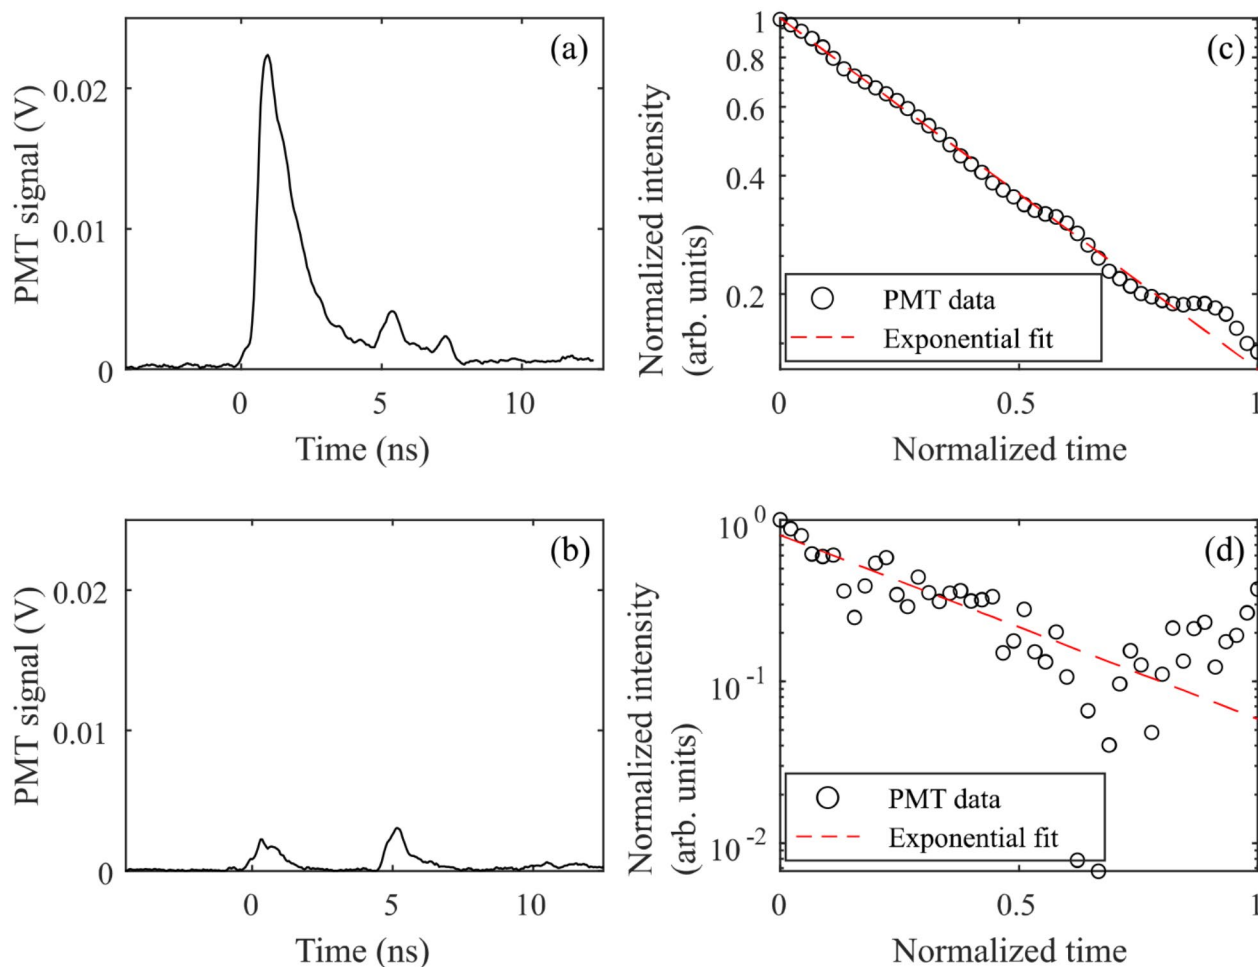 (a)
PMT signal (V)
0.02
0.01
0
0 5 10
Time (ns)
(c)
Normalized intensity
(arb. units)
1
0.8
0.6
0.4
0.2
PMT data
Exponential fit
0 0.5 1
Normalized time
(b)
PMT signal (V)
0.02
0.01
0
0 5 10
Time (ns)
(d)
Normalized intensity
(arb. units)
10^0
10^-1
10^-2
PMT data
Exponential fit
0 0.5 1
Normalized time